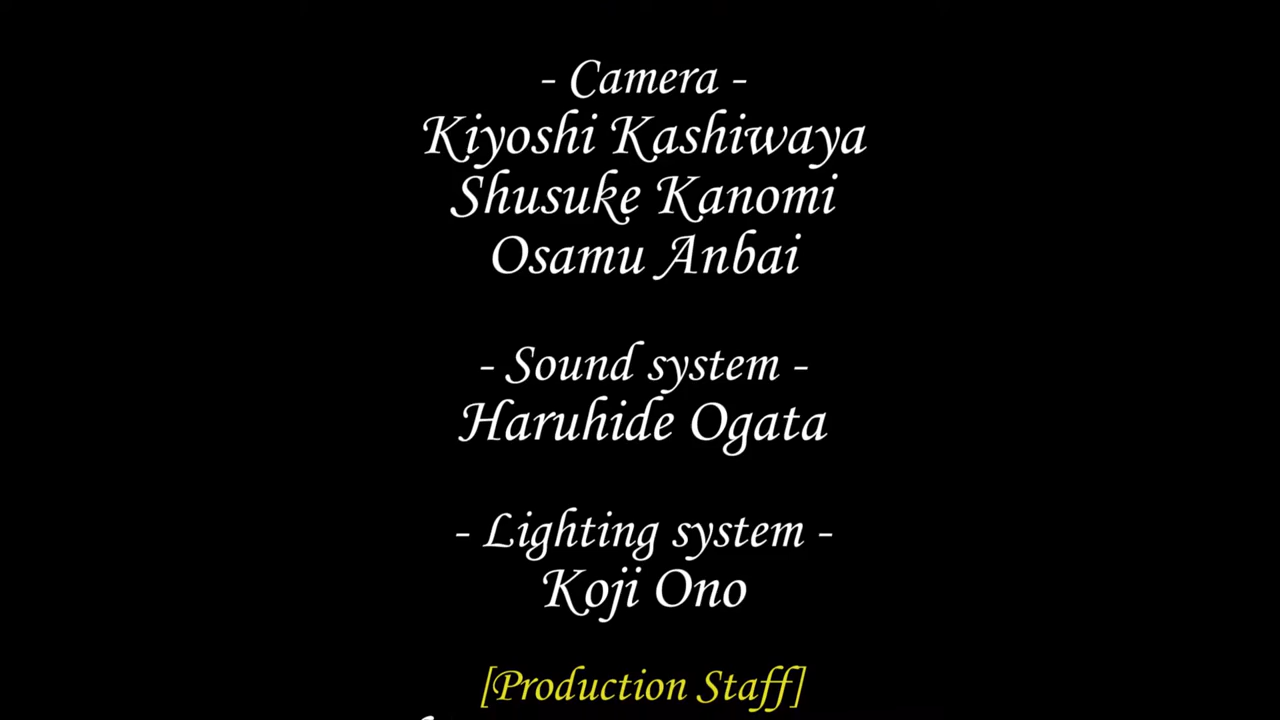 - Camera -
Kiyoshi Kashiwaya
Shusuke Kanomi
Osamu Anbai
- Sound system -
Haruhide Ogata
- Lighting system -
Koji Ono
[Production Staff]